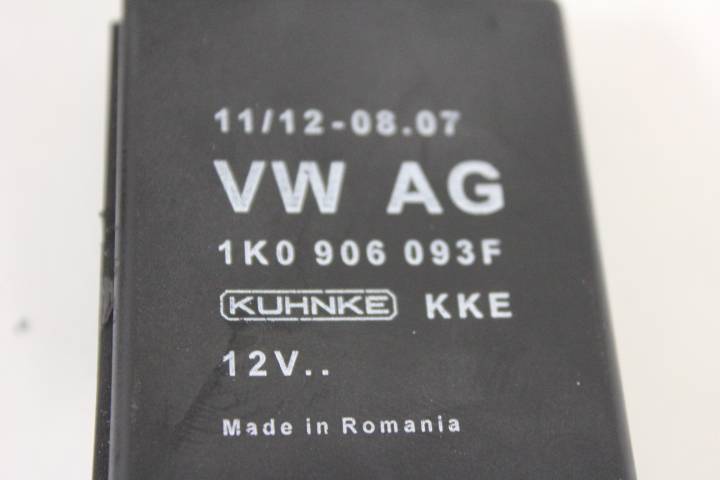 11/12-08.07
VW AG
1K0 906 093F
KUHNKE KKE
12V..
Made in Romania